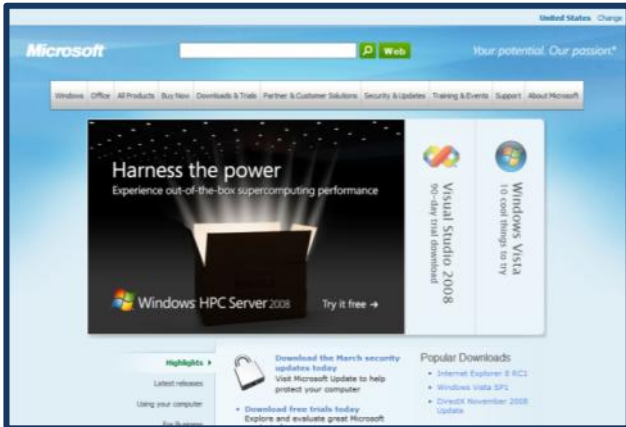 United States Change
Microsoft
Web
Your potential. Our passion.®
Windows Office All Products Buy Now Downloads & Trials Partner & Customer Solutions Security & Updates Training & Events Support About Microsoft
Harness the power
Experience out-of-the-box supercomputing performance
Windows HPC Server 2008
Try it free →
Visual Studio 2008
90-day trial download
Windows Vista
10 cool things to try
Highlights
Latest releases
Using your computer
For Business
Download the March security
updates today
Visit Microsoft Update to help
protect your computer
• Download free trials today
Explore and evaluate great Microsoft
Popular Downloads
• Internet Explorer 8 RC1
• Windows Vista SP1
• DirectX November 2008
Update